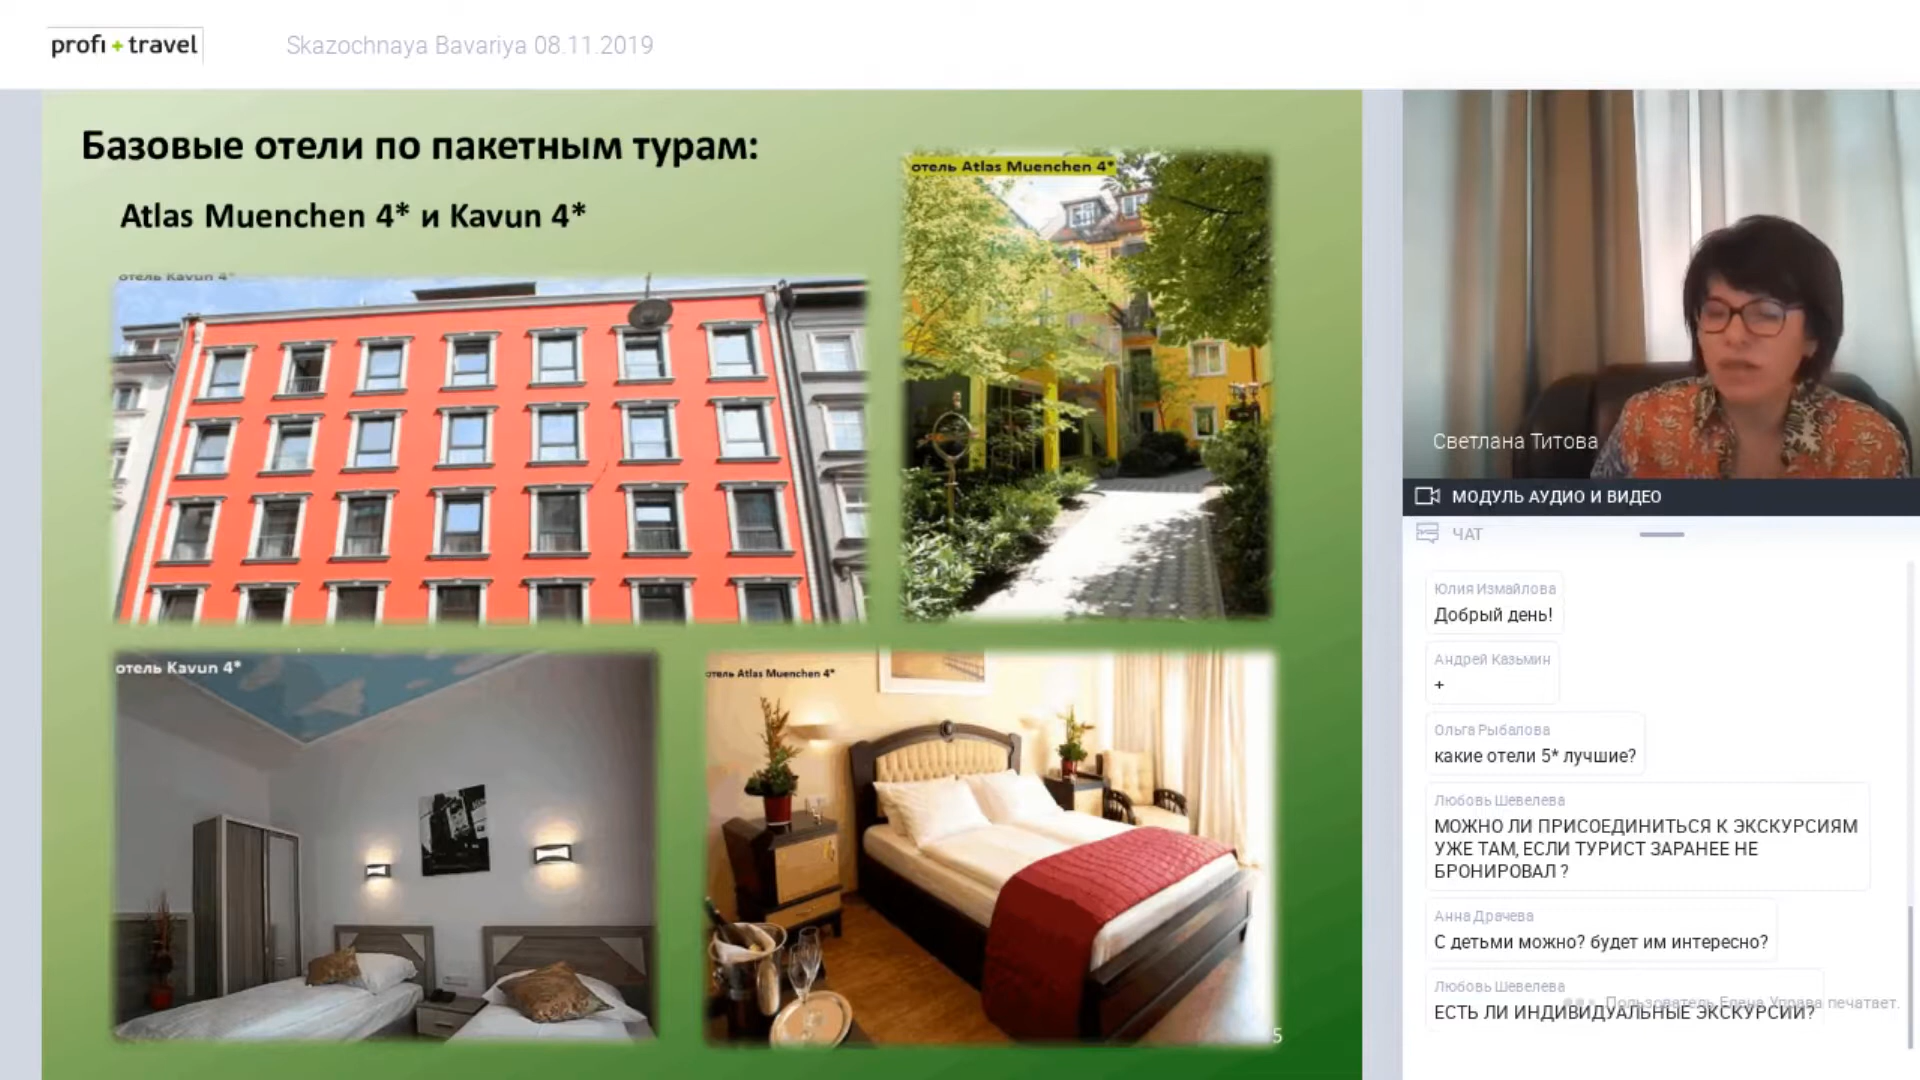 profi + travel
Skazochnaya Bavariya 08.11.2019
Базовые отели по пакетным турам:
Atlas Muenchen 4* и Kavun 4*
отель Atlas Muenchen 4*
отель Kavun 4*
отель Kavun 4*
отель Atlas Muenchen 4*
5
Светлана Титова
МОДУЛЬ АУДИО И ВИДЕО
ЧАТ
Юлия Измайлова
Добрый день!
Андрей Казьмин
+
Ольга Рыбалова
какие отели 5* лучшие?
Любовь Шевелева
МОЖНО ЛИ ПРИСОЕДИНИТЬСЯ К ЭКСКУРСИЯМ
УЖЕ ТАМ, ЕСЛИ ТУРИСТ ЗАРАНЕЕ НЕ
БРОНИРОВАЛ ?
Анна Драчева
С детьми можно? будет им интересно?
Любовь Шевелева
Пользователь Елена Управа печатает.
ЕСТЬ ЛИ ИНДИВИДУАЛЬНЫЕ ЭКСКУРСИИ?